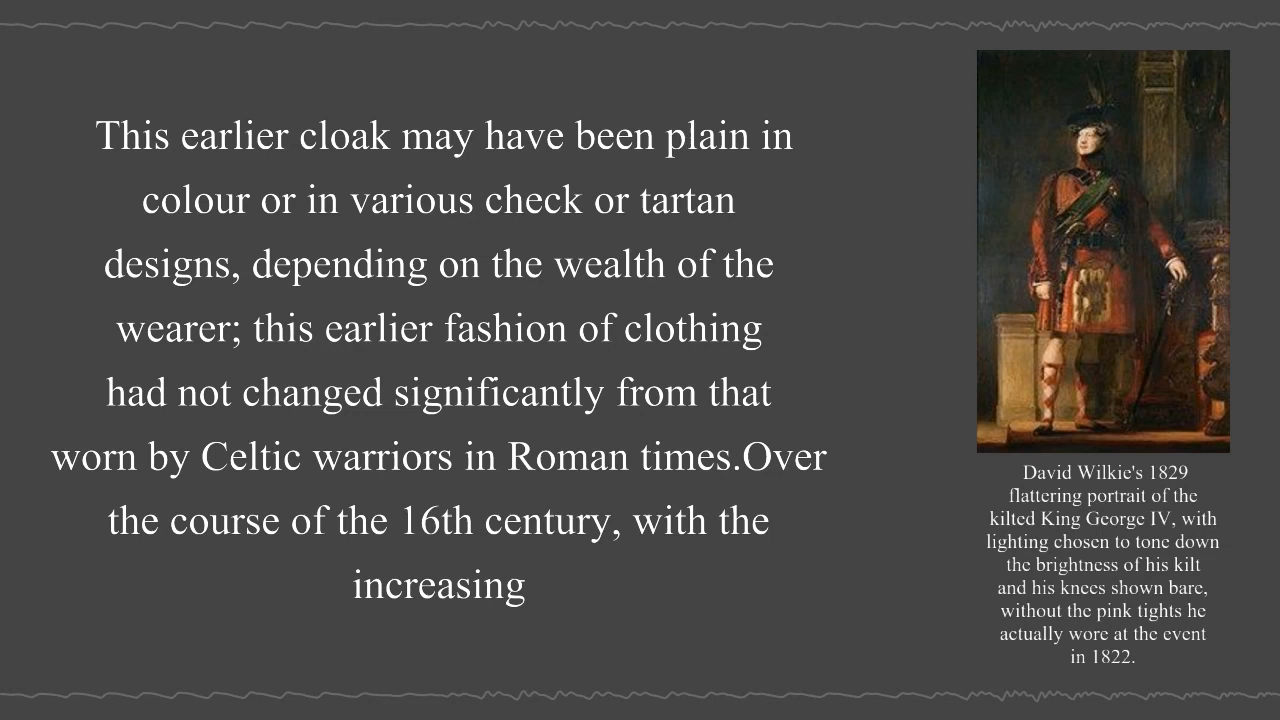 This earlier cloak may have been plain in
colour or in various check or tartan
designs, depending on the wealth of the
wearer; this earlier fashion of clothing
had not changed significantly from that
worn by Celtic warriors in Roman times.Over
the course of the 16th century, with the
increasing
David Wilkie's 1829
flattering portrait of the
kilted King George IV, with
lighting chosen to tone down
the brightness of his kilt
and his knees shown bare,
without the pink tights he
actually wore at the event
in 1822.